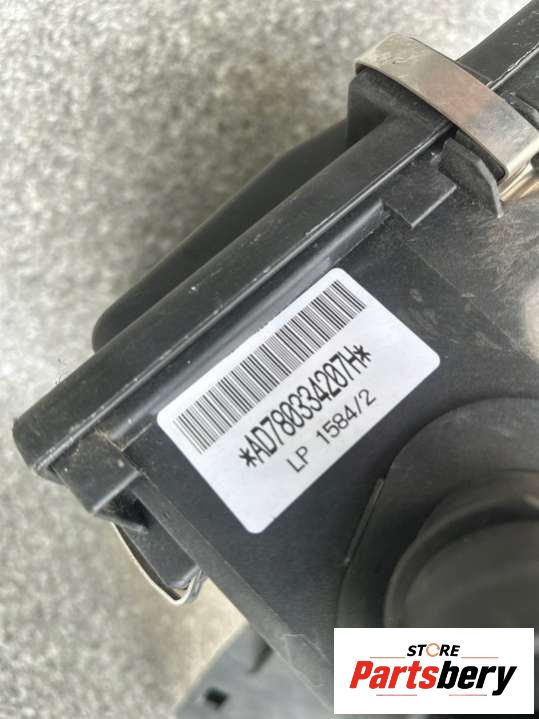 *AD780334207H*
LP 1584/2
STORE
Partsbery